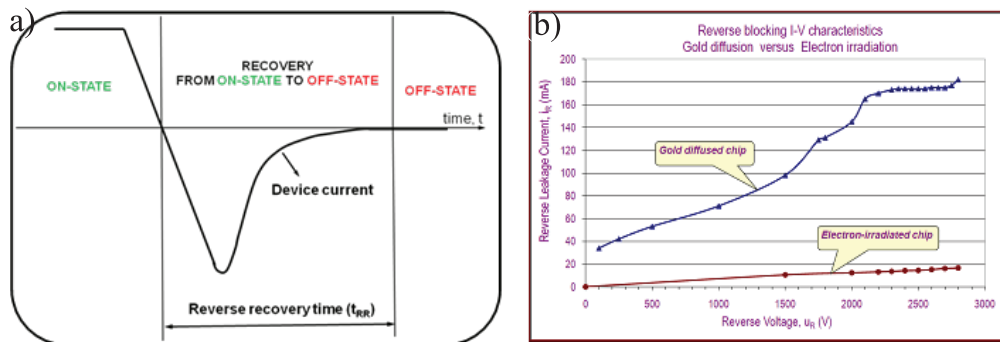 a)
RECOVERY
FROM ON-STATE TO OFF-STATE
ON-STATE
OFF-STATE
time, t
Device current
Reverse recovery time (tRR)
b)
Reverse blocking I-V characteristics
Gold diffusion versus Electron irradiation
Reverse Leakage Current, iR (mA)
200
180
160
140
120
100
80
60
40
20
0
Gold diffused chip
Electron-irradiated chip
0 500 1000 1500 2000 2500 3000
Reverse Voltage, uR (V)